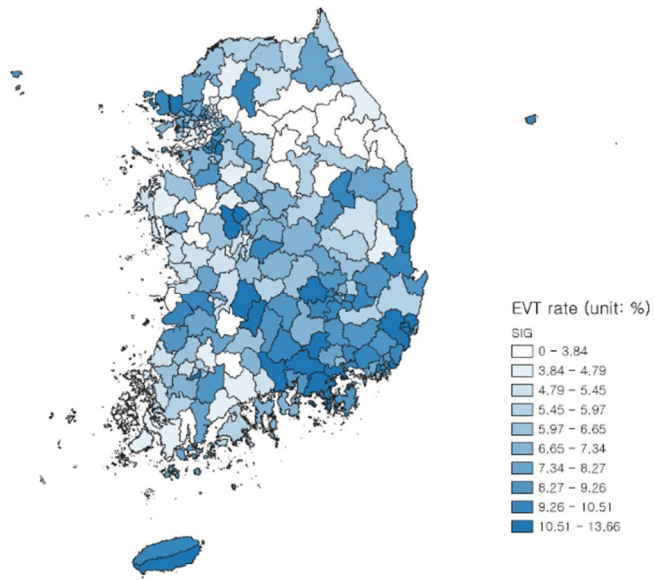 EVT rate (unit: %)
SIG
0 - 3.84
3.84 - 4.79
4.79 - 5.45
5.45 - 5.97
5.97 - 6.65
6.65 - 7.34
7.34 - 8.27
8.27 - 9.26
9.26 - 10.51
10.51 - 13.66